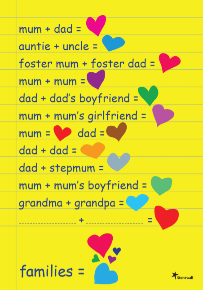 mum + dad =
auntie + uncle =
foster mum + foster dad =
mum + mum =
dad + dad's boyfriend =
mum + mum's girlfriend =
mum = dad =
dad + dad =
dad + stepmum =
mum + mum's boyfriend =
grandma + grandpa =
.................... + .................... =
families =
Stonewall